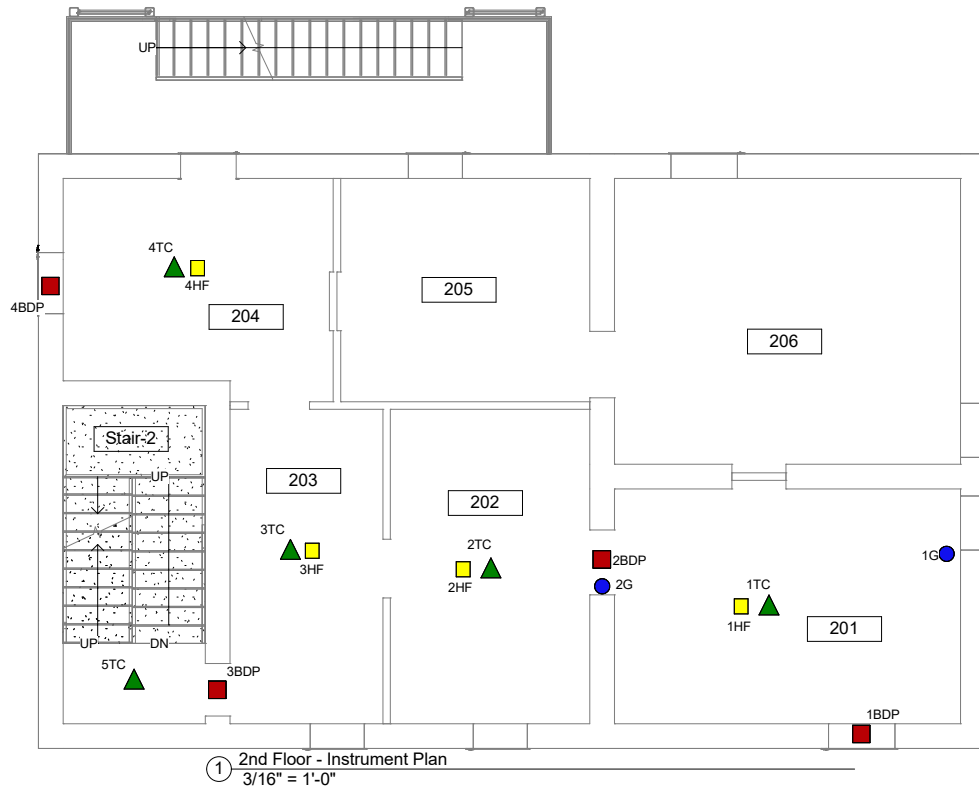 UP
4TC
4HF
4BDP
204
205
206
Stair-2
UP
203
202
3TC
3HF
2TC
2HF
2BDP
2G
1G
1TC
1HF
201
UP
DN
5TC
3BDP
1BDP
1
2nd Floor - Instrument Plan
3/16" = 1'-0"